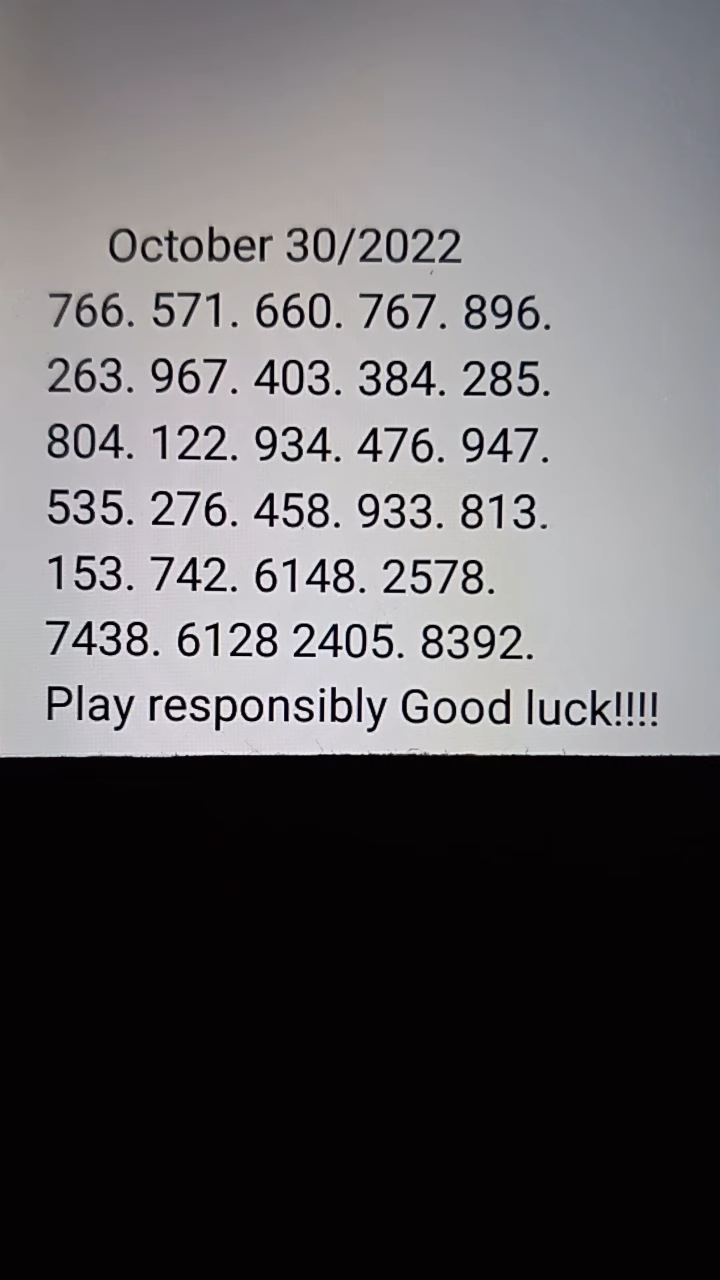 October 30/2022
766. 571. 660. 767. 896.
263. 967. 403. 384. 285.
804. 122. 934. 476. 947.
535. 276. 458. 933. 813.
153. 742. 6148. 2578.
7438. 6128 2405. 8392.
Play responsibly Good luck!!!!